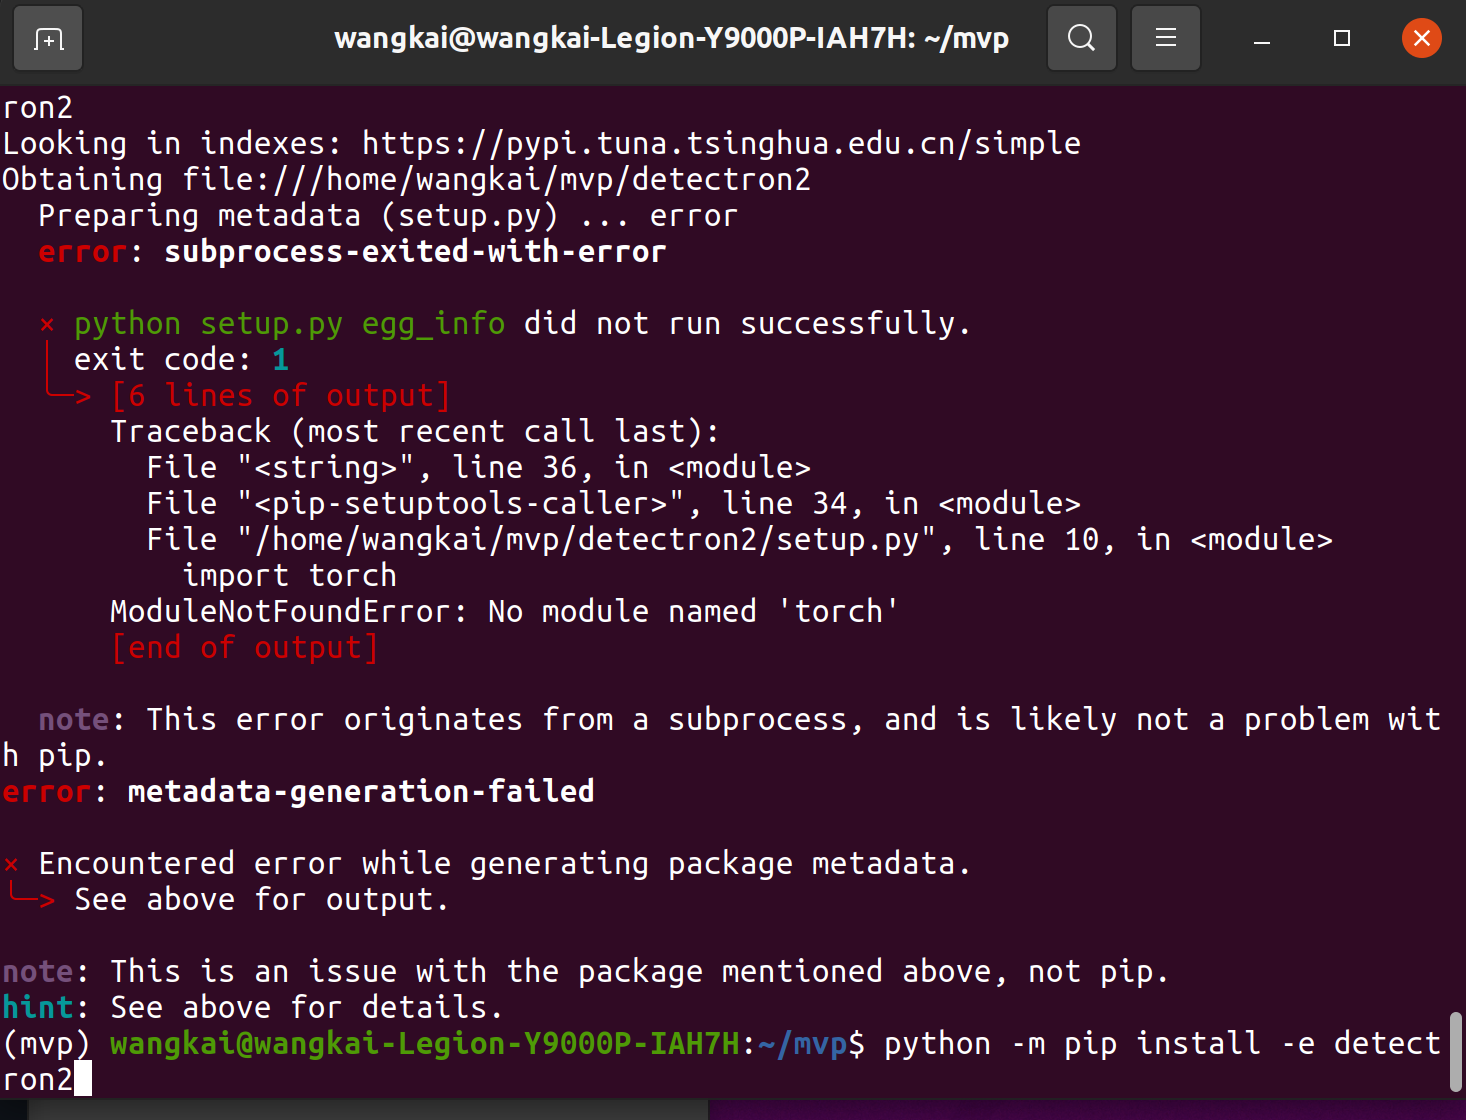 wangkai@wangkai-Legion-Y9000P-IAH7H: ~/mvp
ron2
Looking in indexes: https://pypi.tuna.tsinghua.edu.cn/simple
Obtaining file:///home/wangkai/mvp/detectron2
  Preparing metadata (setup.py) ... error
  error: subprocess-exited-with-error

  × python setup.py egg_info did not run successfully.
  │ exit code: 1
  ╰─> [6 lines of output]
      Traceback (most recent call last):
        File "<string>", line 36, in <module>
        File "<pip-setuptools-caller>", line 34, in <module>
        File "/home/wangkai/mvp/detectron2/setup.py", line 10, in <module>
          import torch
      ModuleNotFoundError: No module named 'torch'
      [end of output]

  note: This error originates from a subprocess, and is likely not a problem wit
h pip.
error: metadata-generation-failed

× Encountered error while generating package metadata.
╰─> See above for output.

note: This is an issue with the package mentioned above, not pip.
hint: See above for details.
(mvp) wangkai@wangkai-Legion-Y9000P-IAH7H:~/mvp$ python -m pip install -e detect
ron2